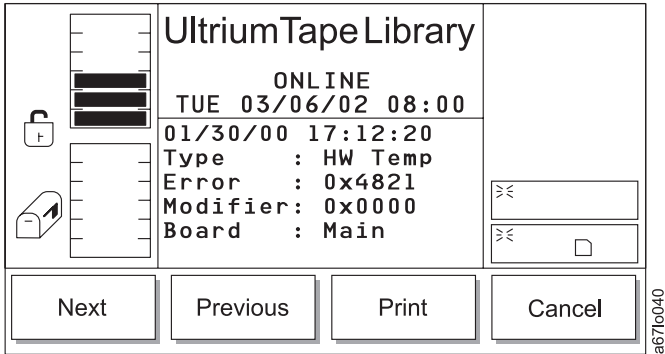 UltriumTape Library
ONLINE
TUE 03/06/02 08:00
01/30/00 17:12:20
Type : HW Temp
Error : 0x4821
Modifier: 0x0000
Board : Main
Next Previous Print Cancel
a67lo040